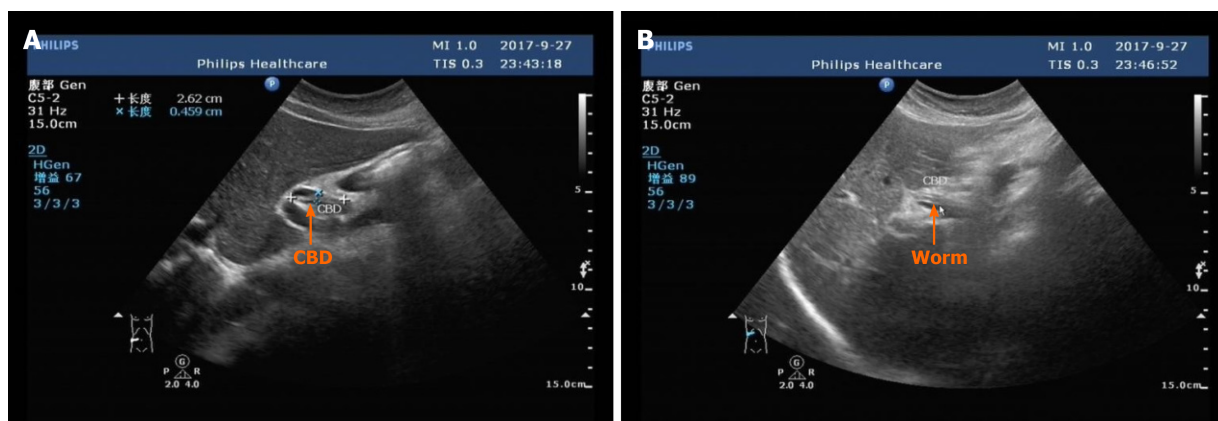 A
PHILIPS
MI 1.0 2017-9-27
Philips Healthcare
TIS 0.3 23:43:18
P
腹部 Gen
C5-2
31 Hz
15.0cm
+长度 2.62 cm
×长度 0.459 cm
2D
HGen
增益 67
56
3/3/3
5
CBD
CBD
10
G
P R
2.0 4.0
15.0cm
B
PHILIPS
MI 1.0 2017-9-27
Philips Healthcare
TIS 0.3 23:46:52
P
腹部 Gen
C5-2
31 Hz
15.0cm
2D
HGen
增益 89
56
3/3/3
CBD
5
Worm
10
G
P R
2.0 4.0
15.0cm